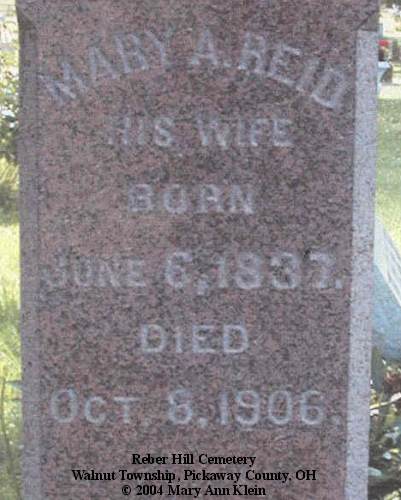 MARY A. REID
HIS WIFE
BORN
JUNE 6, 1837.
DIED
OCT. 8, 1906.
Reber Hill Cemetery
Walnut Township, Pickaway County, OH
© 2004 Mary Ann Klein